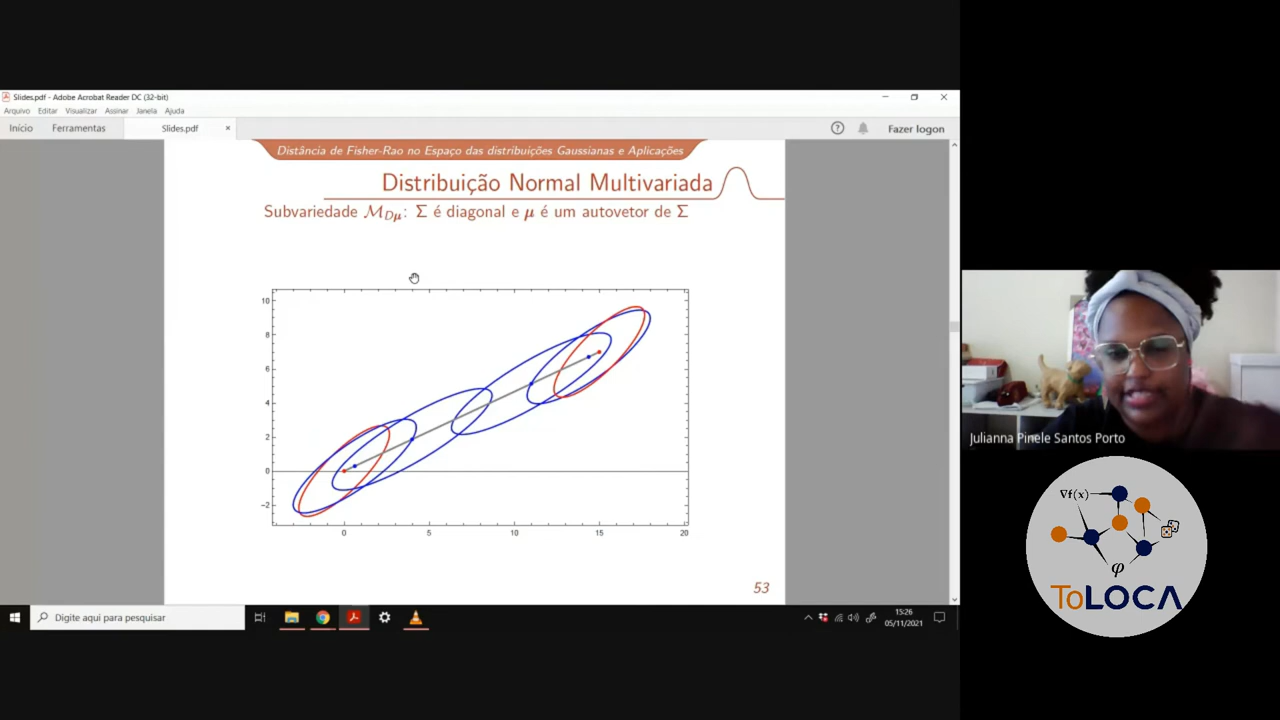 Slides.pdf - Adobe Acrobat Reader DC (32-bit)
Arquivo Editar Visualizar Assinar Janela Ajuda
Início Ferramentas Slides.pdf × Fazer logon
Distância de Fisher-Rao no Espaço das distribuições Gaussianas e Aplicações
Distribuição Normal Multivariada
Subvariedade M_Dμ: Σ é diagonal e μ é um autovetor de Σ
10
8
6
4
2
0
−2
0 5 10 15 20
53
Julianna Pinele Santos Porto
∇f(x)
φ
ToLOCA
Digite aqui para pesquisar
15:26
05/11/2021